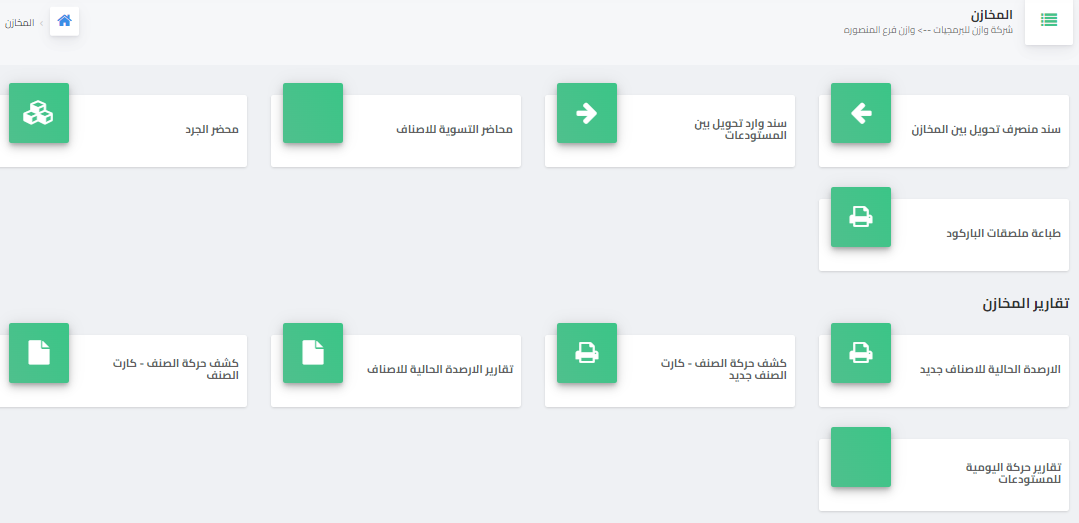 المخازن
شركة وازن للبرمجيات --> وازن فرع المنصوره
المخازن
سند منصرف تحويل بين المخازن
سند وارد تحويل بين
المستودعات
محاضر التسوية للاصناف
محضر الجرد
طباعة ملصقات الباركود
تقارير المخازن
الارصدة الحالية للاصناف جديد
كشف حركة الصنف - كارت
الصنف جديد
تقارير الارصدة الحالية للاصناف
كشف حركة الصنف - كارت
الصنف
تقارير حركة اليومية
للمستودعات